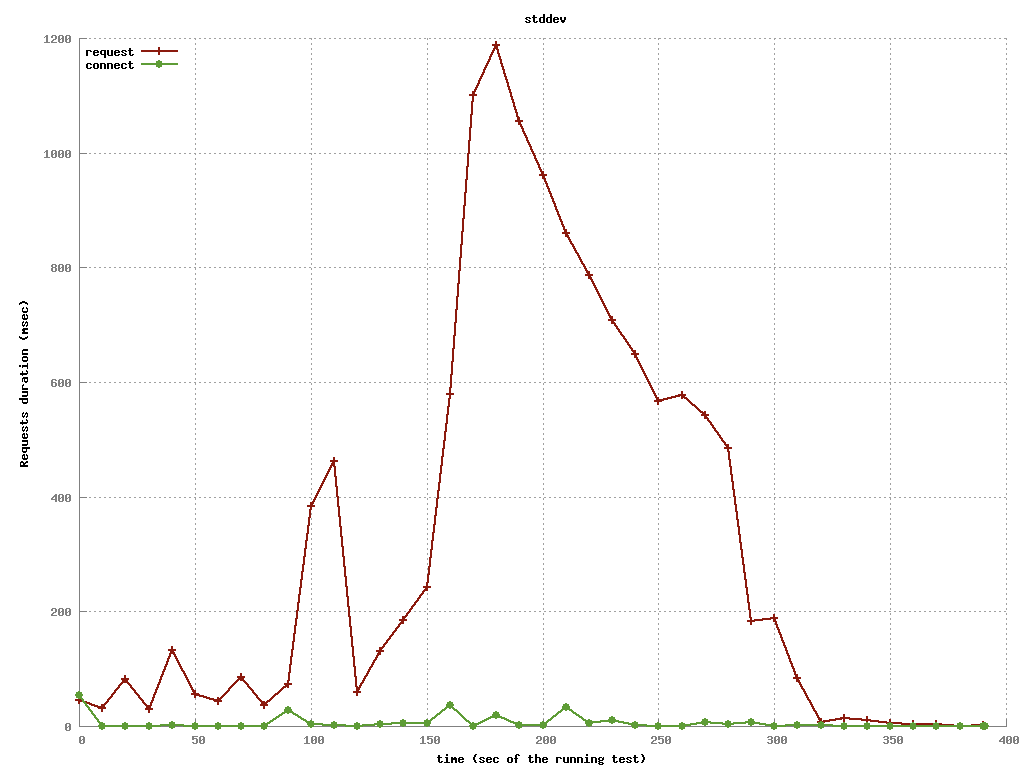 stddev
request
connect
1200
1000
800
600
400
200
0
Requests duration (msec)
0 50 100 150 200 250 300 350 400
time (sec of the running test)